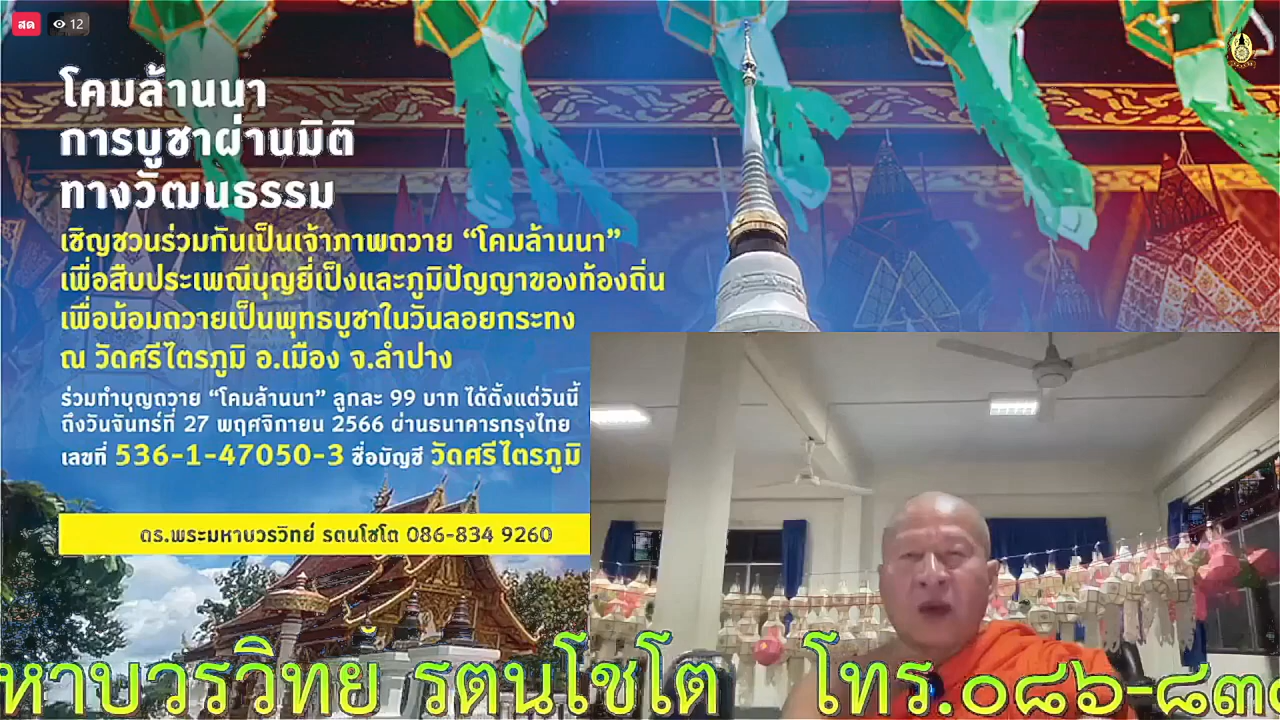 สด 12
โคมล้านนา
การบูชาผ่านมิติ
ทางวัฒนธรรม
เชิญชวนร่วมกันเป็นเจ้าภาพถวาย “โคมล้านนา”
เพื่อสืบประเพณีบุญยี่เป็งและภูมิปัญญาของท้องถิ่น
เพื่อน้อมถวายเป็นพุทธบูชาในวันลอยกระทง
ณ วัดศรีไตรภูมิ อ.เมือง จ.ลำปาง
ร่วมทำบุญถวาย “โคมล้านนา” ลูกละ 99 บาท ได้ตั้งแต่วันนี้
ถึงวันจันทร์ที่ 27 พฤศจิกายน 2566 ผ่านธนาคารกรุงไทย
เลขที่ 536-1-47050-3 ชื่อบัญชี วัดศรีไตรภูมิ
ดร.พระมหาบวรวิทย์ รตนโชโต 086-834 9260
หาบวรวิทย์ รตนโชโต โทร.๐๘๖-๘๓๔